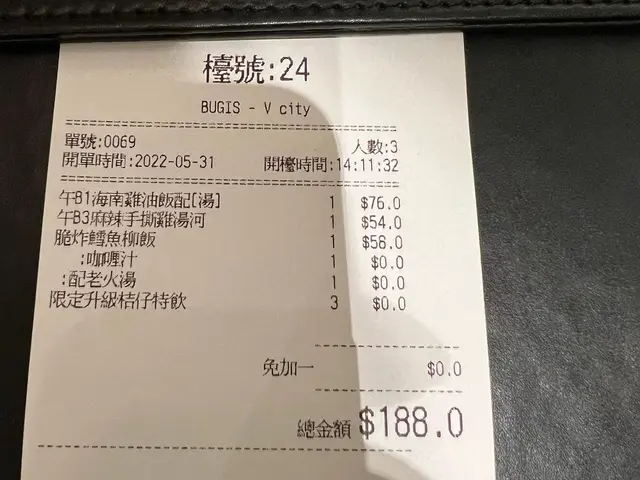 檯號:24
BUGIS - V city
單號:0069 人數:3
開單時間:2022-05-31 開檯時間:14:11:32
午B1海南雞油飯配[湯] 1 $76.0
午B3麻辣手撕雞湯河 1 $54.0
脆炸鱈魚柳飯 1 $58.0
:咖喱汁 1 $0.0
:配老火湯 1 $0.0
限定升級桔仔特飲 3 $0.0
免加一 $0.0
總金額 $188.0